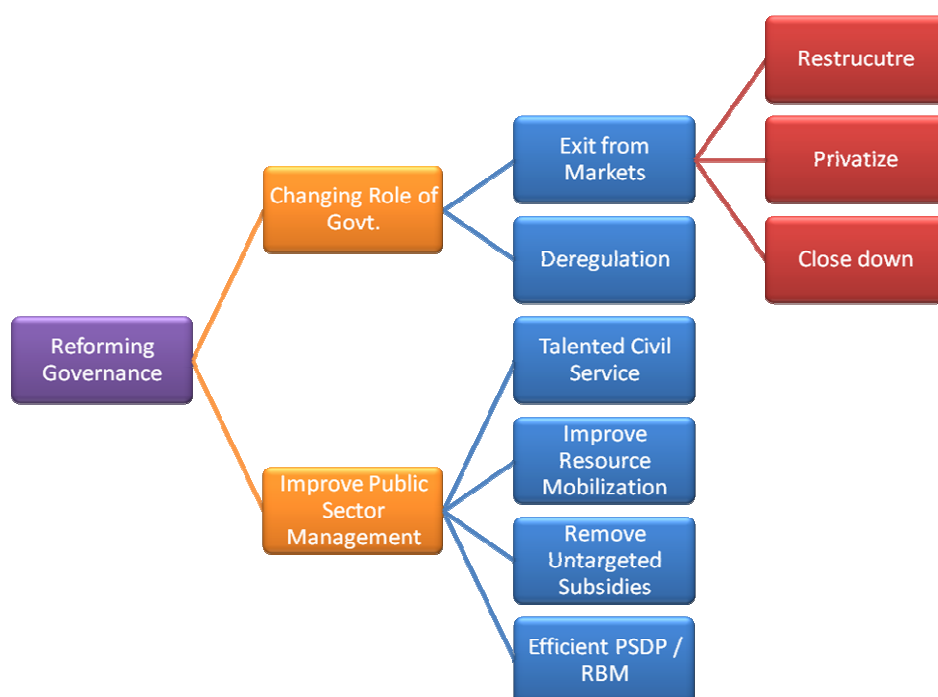 Reforming
Governance
Changing Role of
Govt.
Exit from
Markets
Restrucutre
Privatize
Close down
Deregulation
Improve Public
Sector
Management
Talented Civil
Service
Improve
Resource
Mobilization
Remove
Untargeted
Subsidies
Efficient PSDP /
RBM